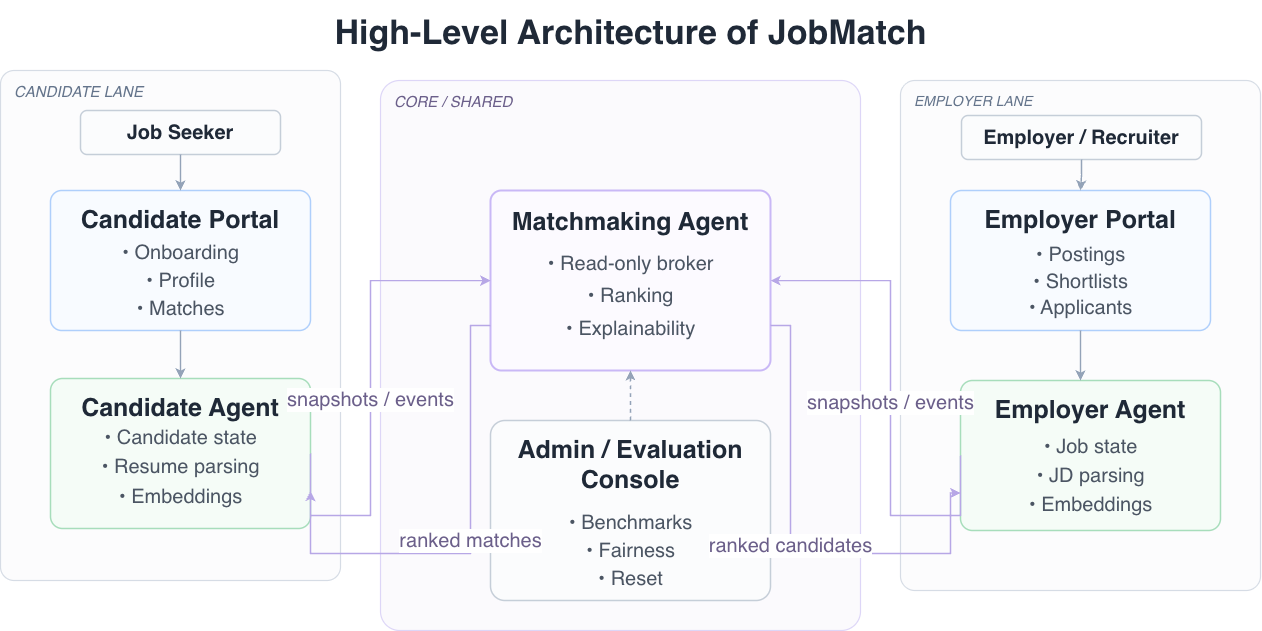 High-Level Architecture of JobMatch
CANDIDATE LANE
Job Seeker
Candidate Portal
• Onboarding
• Profile
• Matches
Candidate Agent
• Candidate state
• Resume parsing
• Embeddings
snapshots / events
ranked matches
CORE / SHARED
Matchmaking Agent
• Read-only broker
• Ranking
• Explainability
Admin / Evaluation
Console
• Benchmarks
• Fairness
• Reset
snapshots / events
ranked candidates
EMPLOYER LANE
Employer / Recruiter
Employer Portal
• Postings
• Shortlists
• Applicants
Employer Agent
• Job state
• JD parsing
• Embeddings